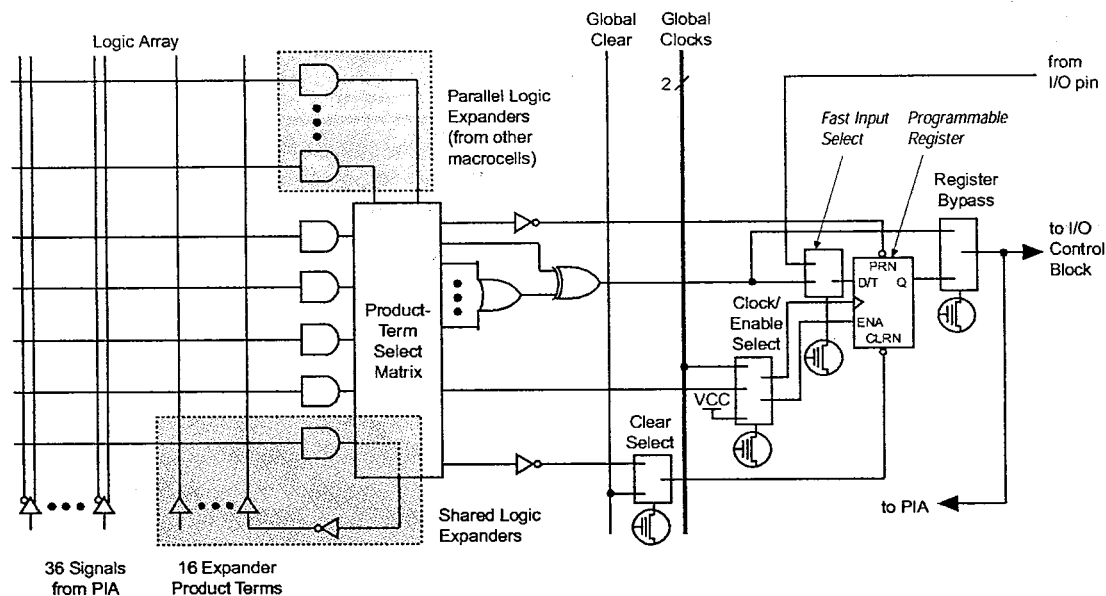 Global
Clear
Global
Clocks
Logic Array
2
from
I/O pin
Parallel Logic
Expanders
(from other
macrocells)
Fast Input
Select
Programmable
Register
Register
Bypass
to I/O
Control
Block
PRN
D/T Q
ENA
CLRN
Product-
Term
Select
Matrix
Clock/
Enable
Select
VCC
Clear
Select
to PIA
Shared Logic
Expanders
36 Signals
from PIA
16 Expander
Product Terms